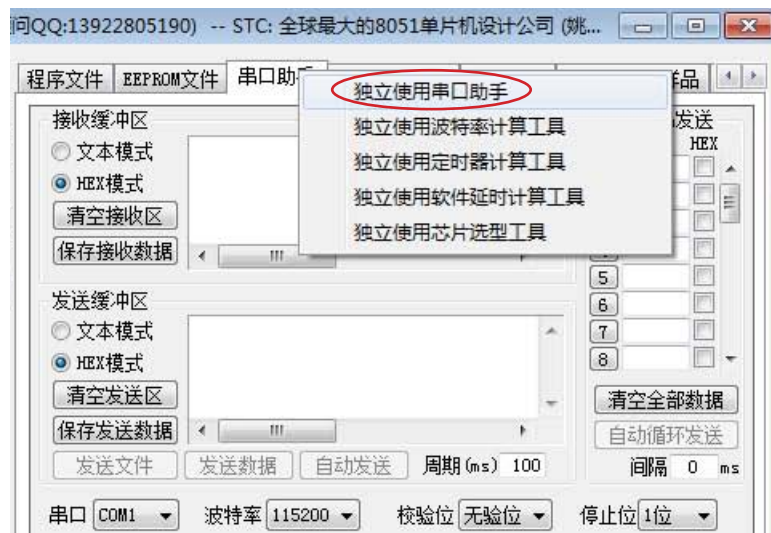 问QQ:13922805190) -- STC: 全球最大的8051单片机设计公司 (姚...
程序文件 EEPROM文件 串口助
独立使用串口助手
独立使用波特率计算工具
独立使用定时器计算工具
独立使用软件延时计算工具
独立使用芯片选型工具
接收缓冲区
文本模式
HEX模式
清空接收区
保存接收数据
发送
HEX
5
6
7
8
发送缓冲区
文本模式
HEX模式
清空发送区
保存发送数据
发送文件 发送数据 自动发送 周期(ms) 100
清空全部数据
自动循环发送
间隔 0 ms
串口 COM1 波特率 115200 校验位 无验位 停止位 1位